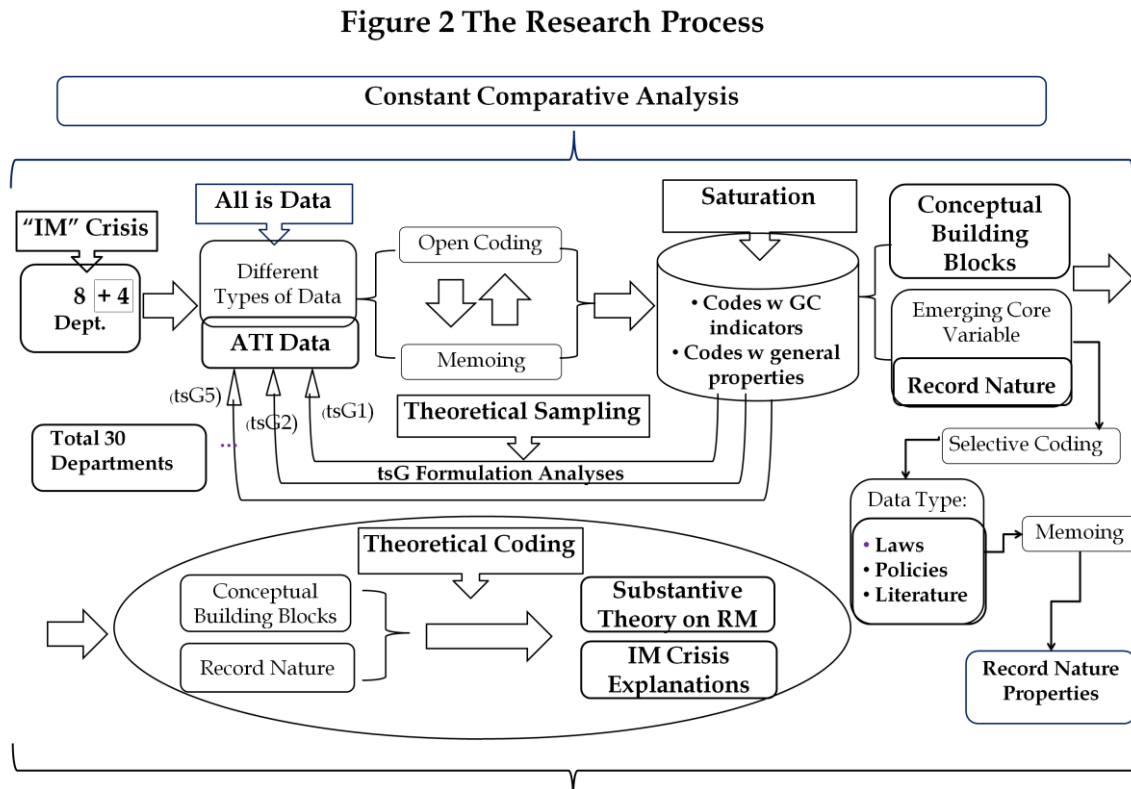 Figure 2 The Research Process
Constant Comparative Analysis
"IM" Crisis
8 + 4
Dept.
All is Data
Different
Types of Data
ATI Data
Open Coding
Memoing
Saturation
• Codes w GC
indicators
• Codes w general
properties
Conceptual
Building
Blocks
Emerging Core
Variable
Record Nature
(tsG5)
(tsG2)
(tsG1)
...
Total 30
Departments
Theoretical Sampling
tsG Formulation Analyses
Selective Coding
Data Type:
• Laws
• Policies
• Literature
Memoing
Record Nature
Properties
Theoretical Coding
Conceptual
Building Blocks
Record Nature
Substantive
Theory on RM
IM Crisis
Explanations